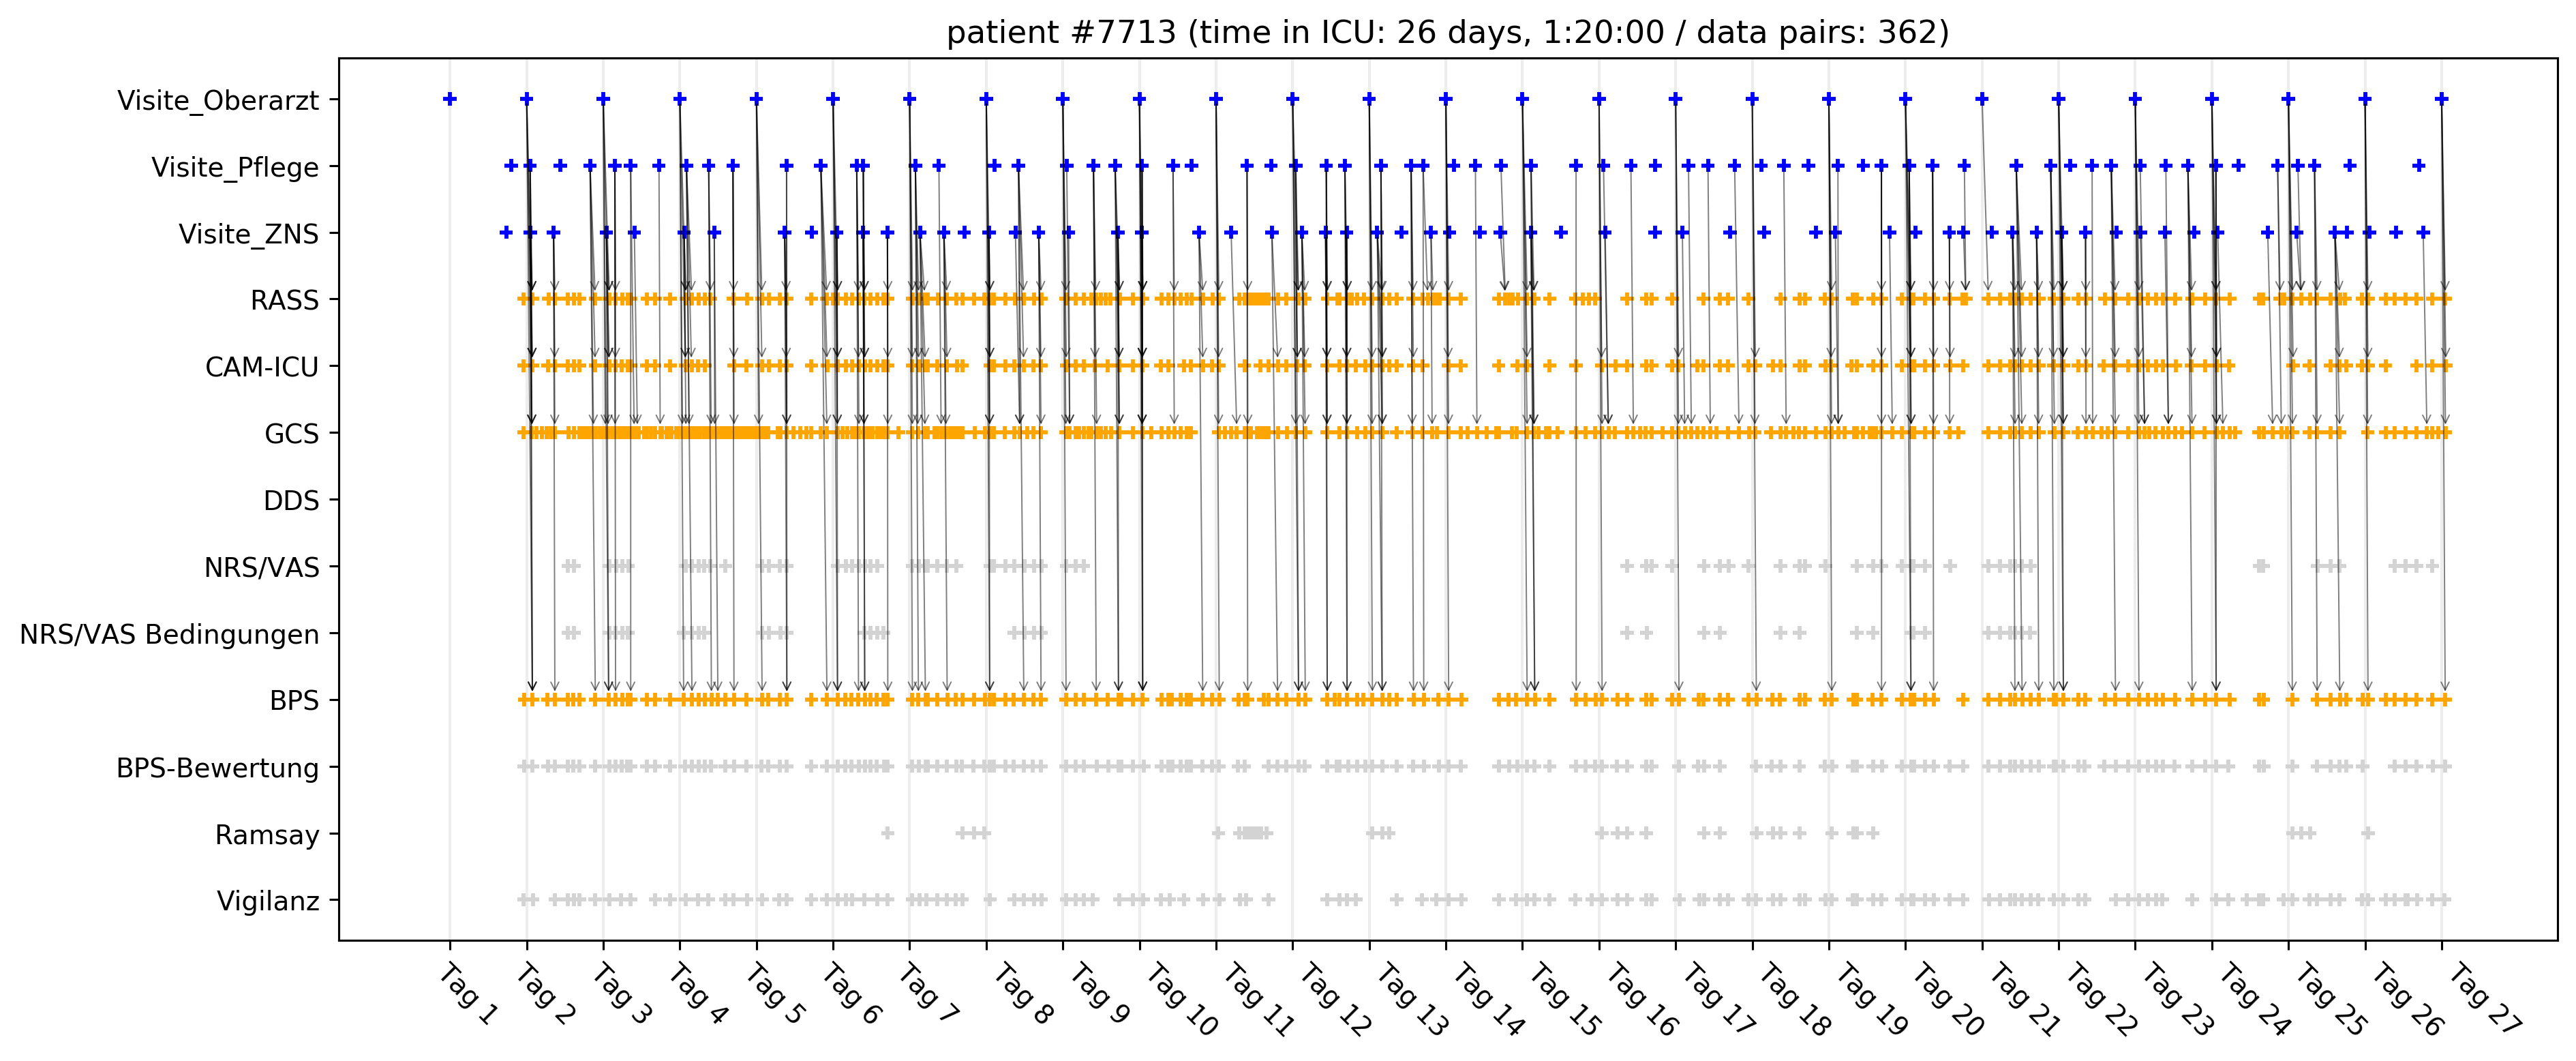 patient #7713 (time in ICU: 26 days, 1:20:00 / data pairs: 362)
Visite_Oberarzt
Visite_Pflege
Visite_ZNS
RASS
CAM-ICU
GCS
DDS
NRS/VAS
NRS/VAS Bedingungen
BPS
BPS-Bewertung
Ramsay
Vigilanz
Tag 1
Tag 2
Tag 3
Tag 4
Tag 5
Tag 6
Tag 7
Tag 8
Tag 9
Tag 10
Tag 11
Tag 12
Tag 13
Tag 14
Tag 15
Tag 16
Tag 17
Tag 18
Tag 19
Tag 20
Tag 21
Tag 22
Tag 23
Tag 24
Tag 25
Tag 26
Tag 27